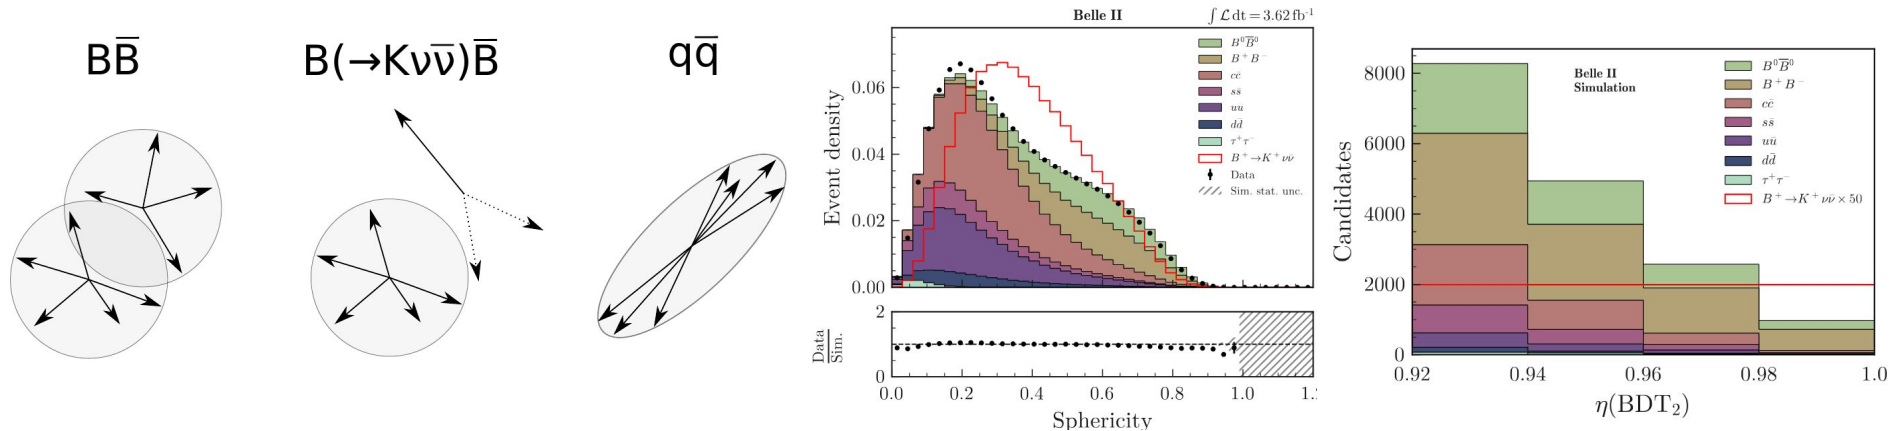 BB̅
B(→Kνν̅)B̅
qq̅
Belle II
∫ℒ dt = 3.62 fb⁻¹
Event density
0.06
0.04
0.02
0.00
B⁰B̅⁰
B⁺B⁻
cc̅
ss̅
uu
dd̅
τ⁺τ⁻
B⁺→K⁺νν̅
Data
Sim. stat. unc.
Data
Sim.
2
1
0
0.0 0.2 0.4 0.6 0.8 1.0 1.
Sphericity
Candidates
8000
6000
4000
2000
0
Belle II
Simulation
B⁰B̅⁰
B⁺B⁻
cc̅
ss̅
uu̅
dd̅
τ⁺τ⁻
B⁺→K⁺νν̅ × 50
0.92 0.94 0.96 0.98 1.0
η(BDT₂)